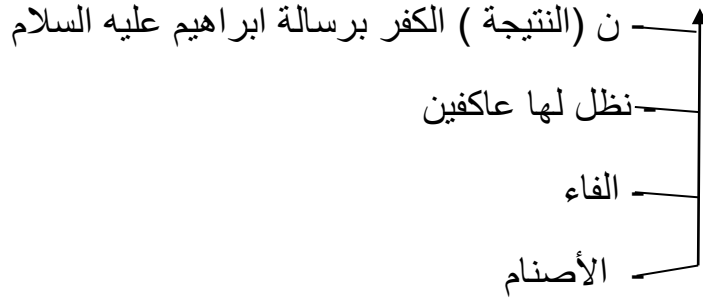 - ن (النتيجة ) الكفر برسالة ابراهيم عليه السلام
- نظل لها عاكفين
- الفاء
- الأصنام